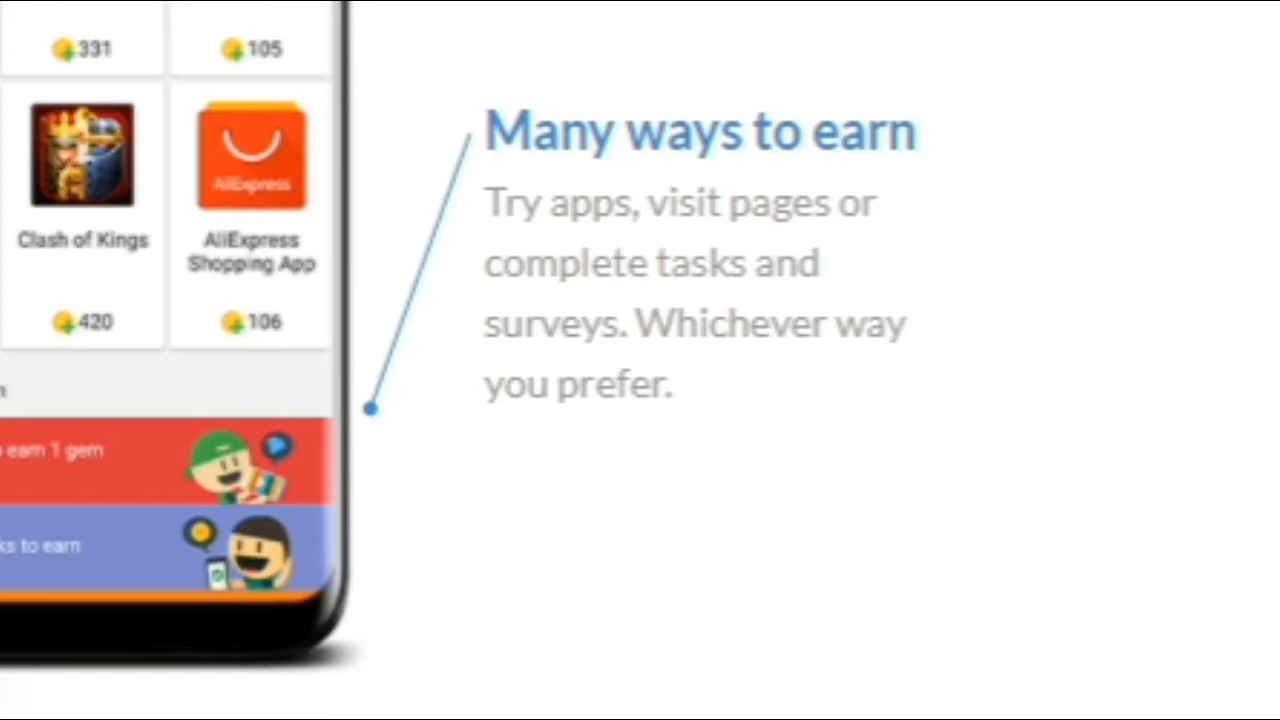 331
105
AliExpress
Clash of Kings
AliExpress
Shopping App
420
106
earn 1 gem
to earn
Many ways to earn
Try apps, visit pages or
complete tasks and
surveys. Whichever way
you prefer.